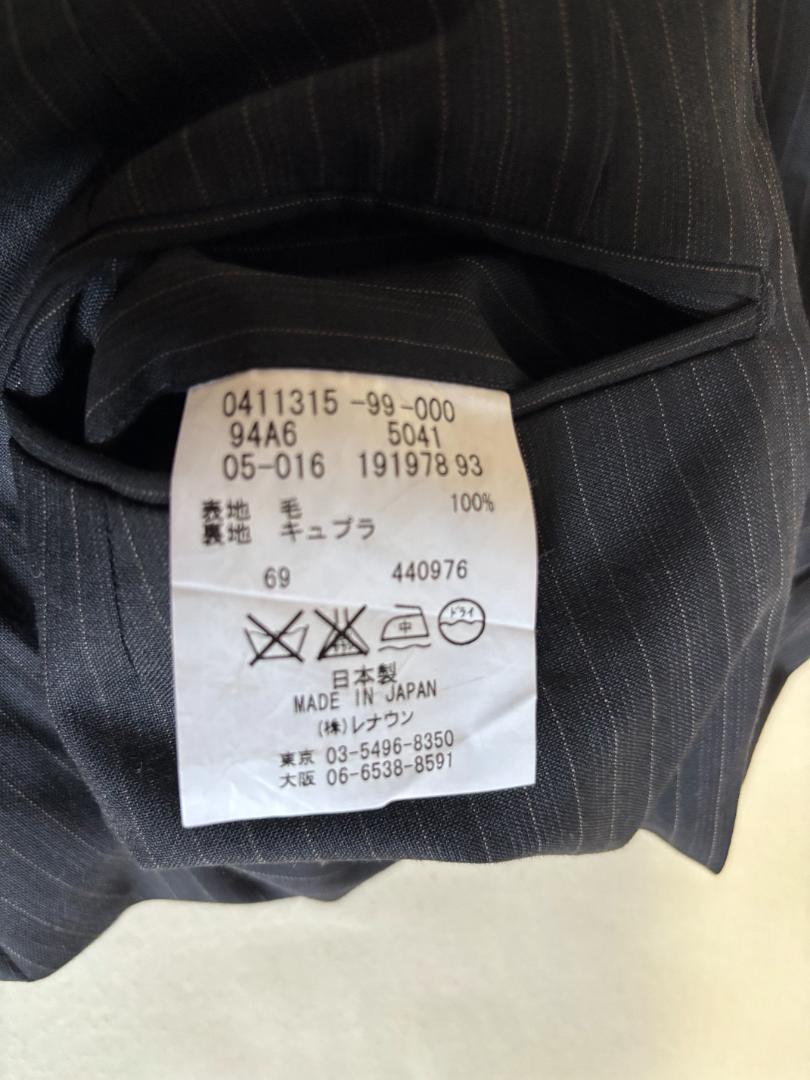 0411315 -99-000
94A6 5041
05-016 191978 93
表地 毛 100%
裏地 キュプラ
69 440976
中 ドライ
日本製
MADE IN JAPAN
(株)レナウン
東京 03-5496-8350
大阪 06-6538-8591